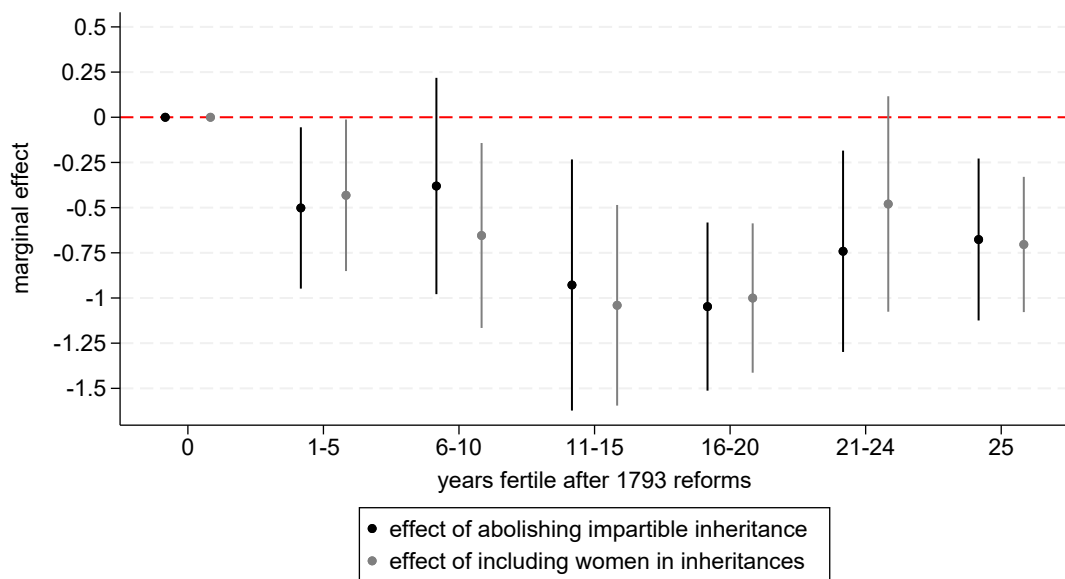 0.5
0.25
0
-0.25
-0.5
-0.75
-1
-1.25
-1.5
marginal effect
0 1-5 6-10 11-15 16-20 21-24 25
years fertile after 1793 reforms
effect of abolishing impartible inheritance
effect of including women in inheritances